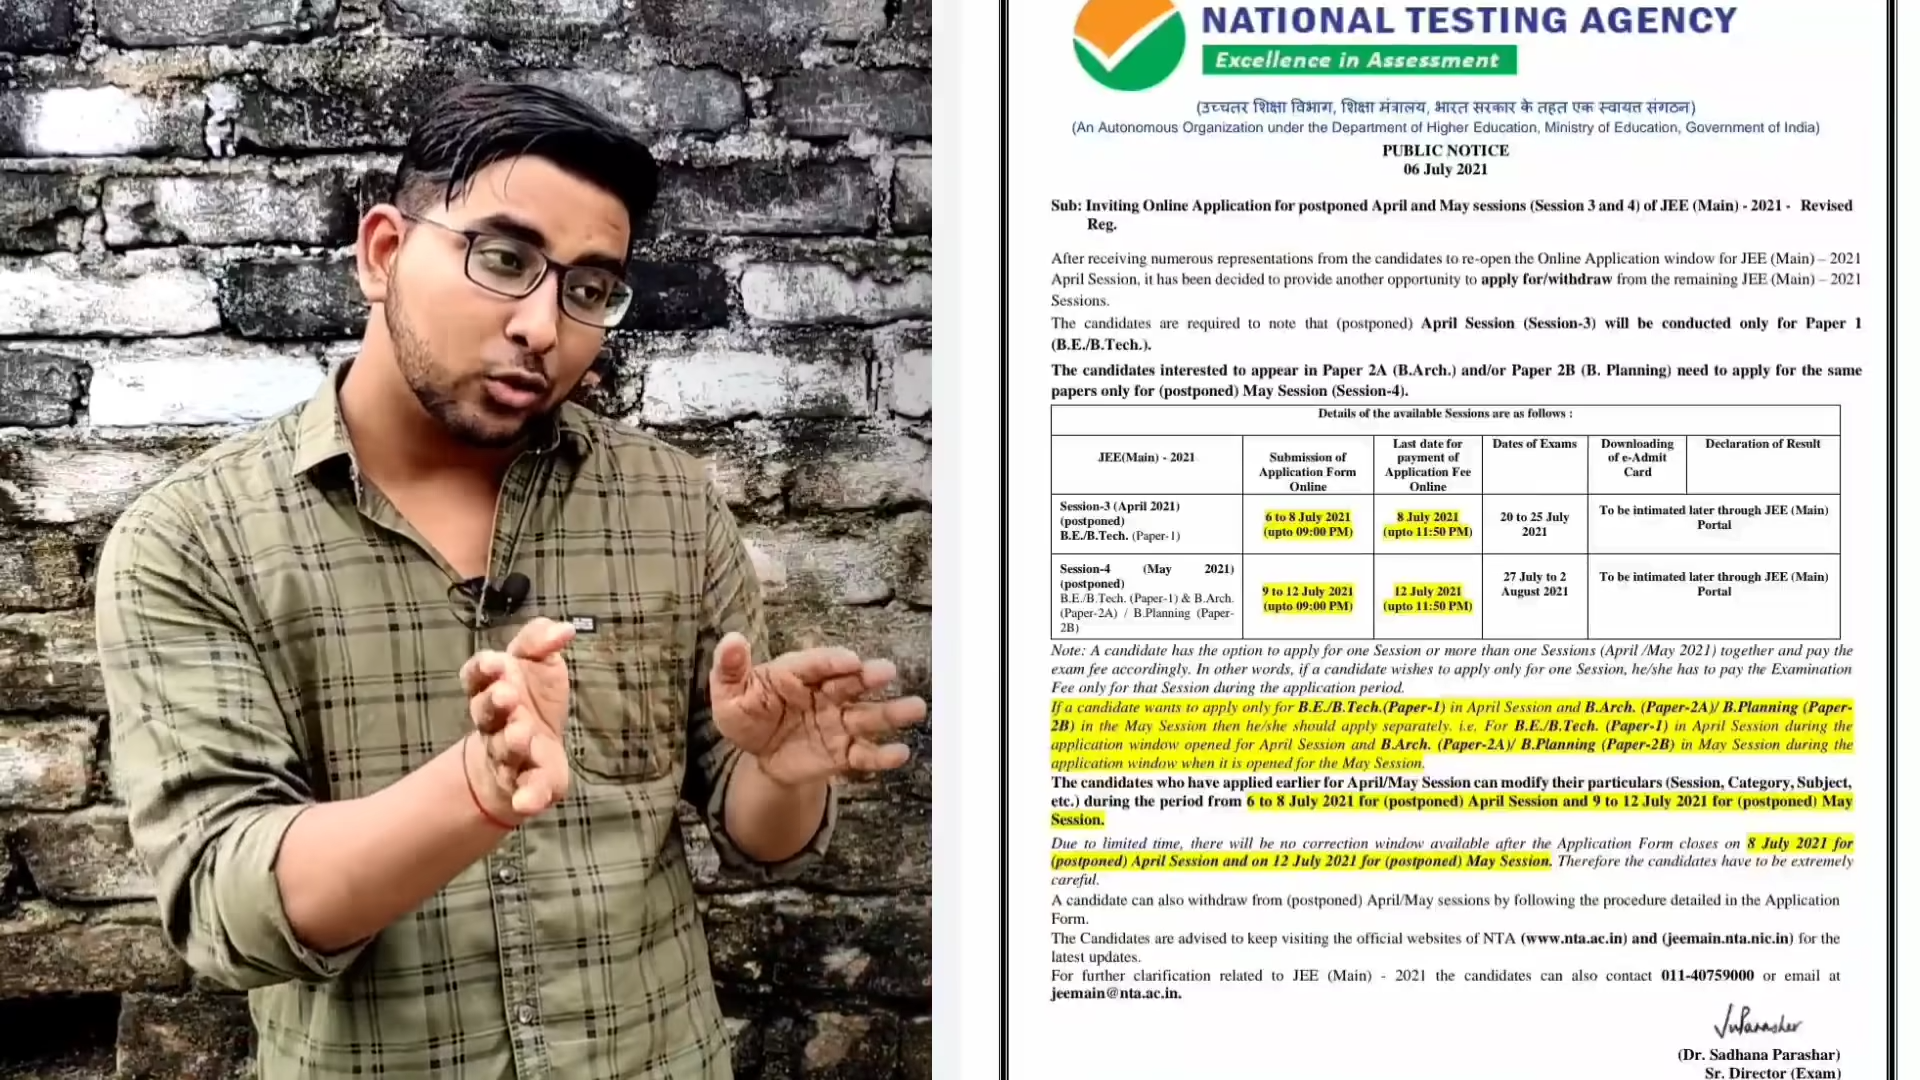 NATIONAL TESTING AGENCY
Excellence in Assessment
(उच्चतर शिक्षा विभाग, शिक्षा मंत्रालय, भारत सरकार के तहत एक स्वायत्त संगठन)
(An Autonomous Organization under the Department of Higher Education, Ministry of Education, Government of India)
PUBLIC NOTICE
06 July 2021
Sub: Inviting Online Application for postponed April and May sessions (Session 3 and 4) of JEE (Main) - 2021 - Revised
Reg.
After receiving numerous representations from the candidates to re-open the Online Application window for JEE (Main) – 2021
April Session, it has been decided to provide another opportunity to apply for/withdraw from the remaining JEE (Main) – 2021
Sessions.
The candidates are required to note that (postponed) April Session (Session-3) will be conducted only for Paper 1
(B.E./B.Tech.).
The candidates interested to appear in Paper 2A (B.Arch.) and/or Paper 2B (B. Planning) need to apply for the same
papers only for (postponed) May Session (Session-4).
Details of the available Sessions are as follows :
JEE(Main) - 2021
Submission of
Application Form
Online
Last date for
payment of
Application Fee
Online
Dates of Exams
Downloading
of e-Admit
Card
Declaration of Result
Session-3 (April 2021)
(postponed)
B.E./B.Tech. (Paper-1)
6 to 8 July 2021
(upto 09:00 PM)
8 July 2021
(upto 11:50 PM)
20 to 25 July
2021
To be intimated later through JEE (Main)
Portal
Session-4 (May 2021)
(postponed)
B.E./B.Tech. (Paper-1) & B.Arch.
(Paper-2A) / B.Planning (Paper-
2B)
9 to 12 July 2021
(upto 09:00 PM)
12 July 2021
(upto 11:50 PM)
27 July to 2
August 2021
To be intimated later through JEE (Main)
Portal
Note: A candidate has the option to apply for one Session or more than one Sessions (April /May 2021) together and pay the
exam fee accordingly. In other words, if a candidate wishes to apply only for one Session, he/she has to pay the Examination
Fee only for that Session during the application period.
If a candidate wants to apply only for B.E./B.Tech.(Paper-1) in April Session and B.Arch. (Paper-2A)/ B.Planning (Paper-
2B) in the May Session then he/she should apply separately. i.e. For B.E./B.Tech. (Paper-1) in April Session during the
application window opened for April Session and B.Arch. (Paper-2A)/ B.Planning (Paper-2B) in May Session during the
application window when it is opened for the May Session.
The candidates who have applied earlier for April/May Session can modify their particulars (Session, Category, Subject,
etc.) during the period from 6 to 8 July 2021 for (postponed) April Session and 9 to 12 July 2021 for (postponed) May
Session.
Due to limited time, there will be no correction window available after the Application Form closes on 8 July 2021 for
(postponed) April Session and on 12 July 2021 for (postponed) May Session. Therefore the candidates have to be extremely
careful.
A candidate can also withdraw from (postponed) April/May sessions by following the procedure detailed in the Application
Form.
The Candidates are advised to keep visiting the official websites of NTA (www.nta.ac.in) and (jeemain.nta.nic.in) for the
latest updates.
For further clarification related to JEE (Main) - 2021 the candidates can also contact 011-40759000 or email at
jeemain@nta.ac.in.
(Dr. Sadhana Parashar)
Sr. Director (Exam)